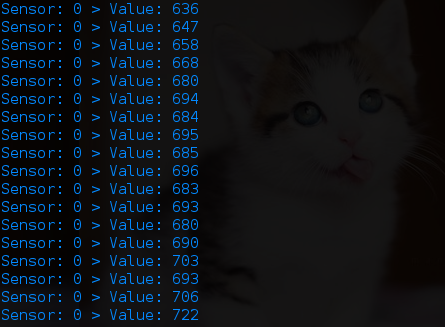 Sensor: 0 > Value: 636
Sensor: 0 > Value: 647
Sensor: 0 > Value: 658
Sensor: 0 > Value: 668
Sensor: 0 > Value: 680
Sensor: 0 > Value: 694
Sensor: 0 > Value: 684
Sensor: 0 > Value: 695
Sensor: 0 > Value: 685
Sensor: 0 > Value: 696
Sensor: 0 > Value: 683
Sensor: 0 > Value: 693
Sensor: 0 > Value: 680
Sensor: 0 > Value: 690
Sensor: 0 > Value: 703
Sensor: 0 > Value: 693
Sensor: 0 > Value: 706
Sensor: 0 > Value: 722